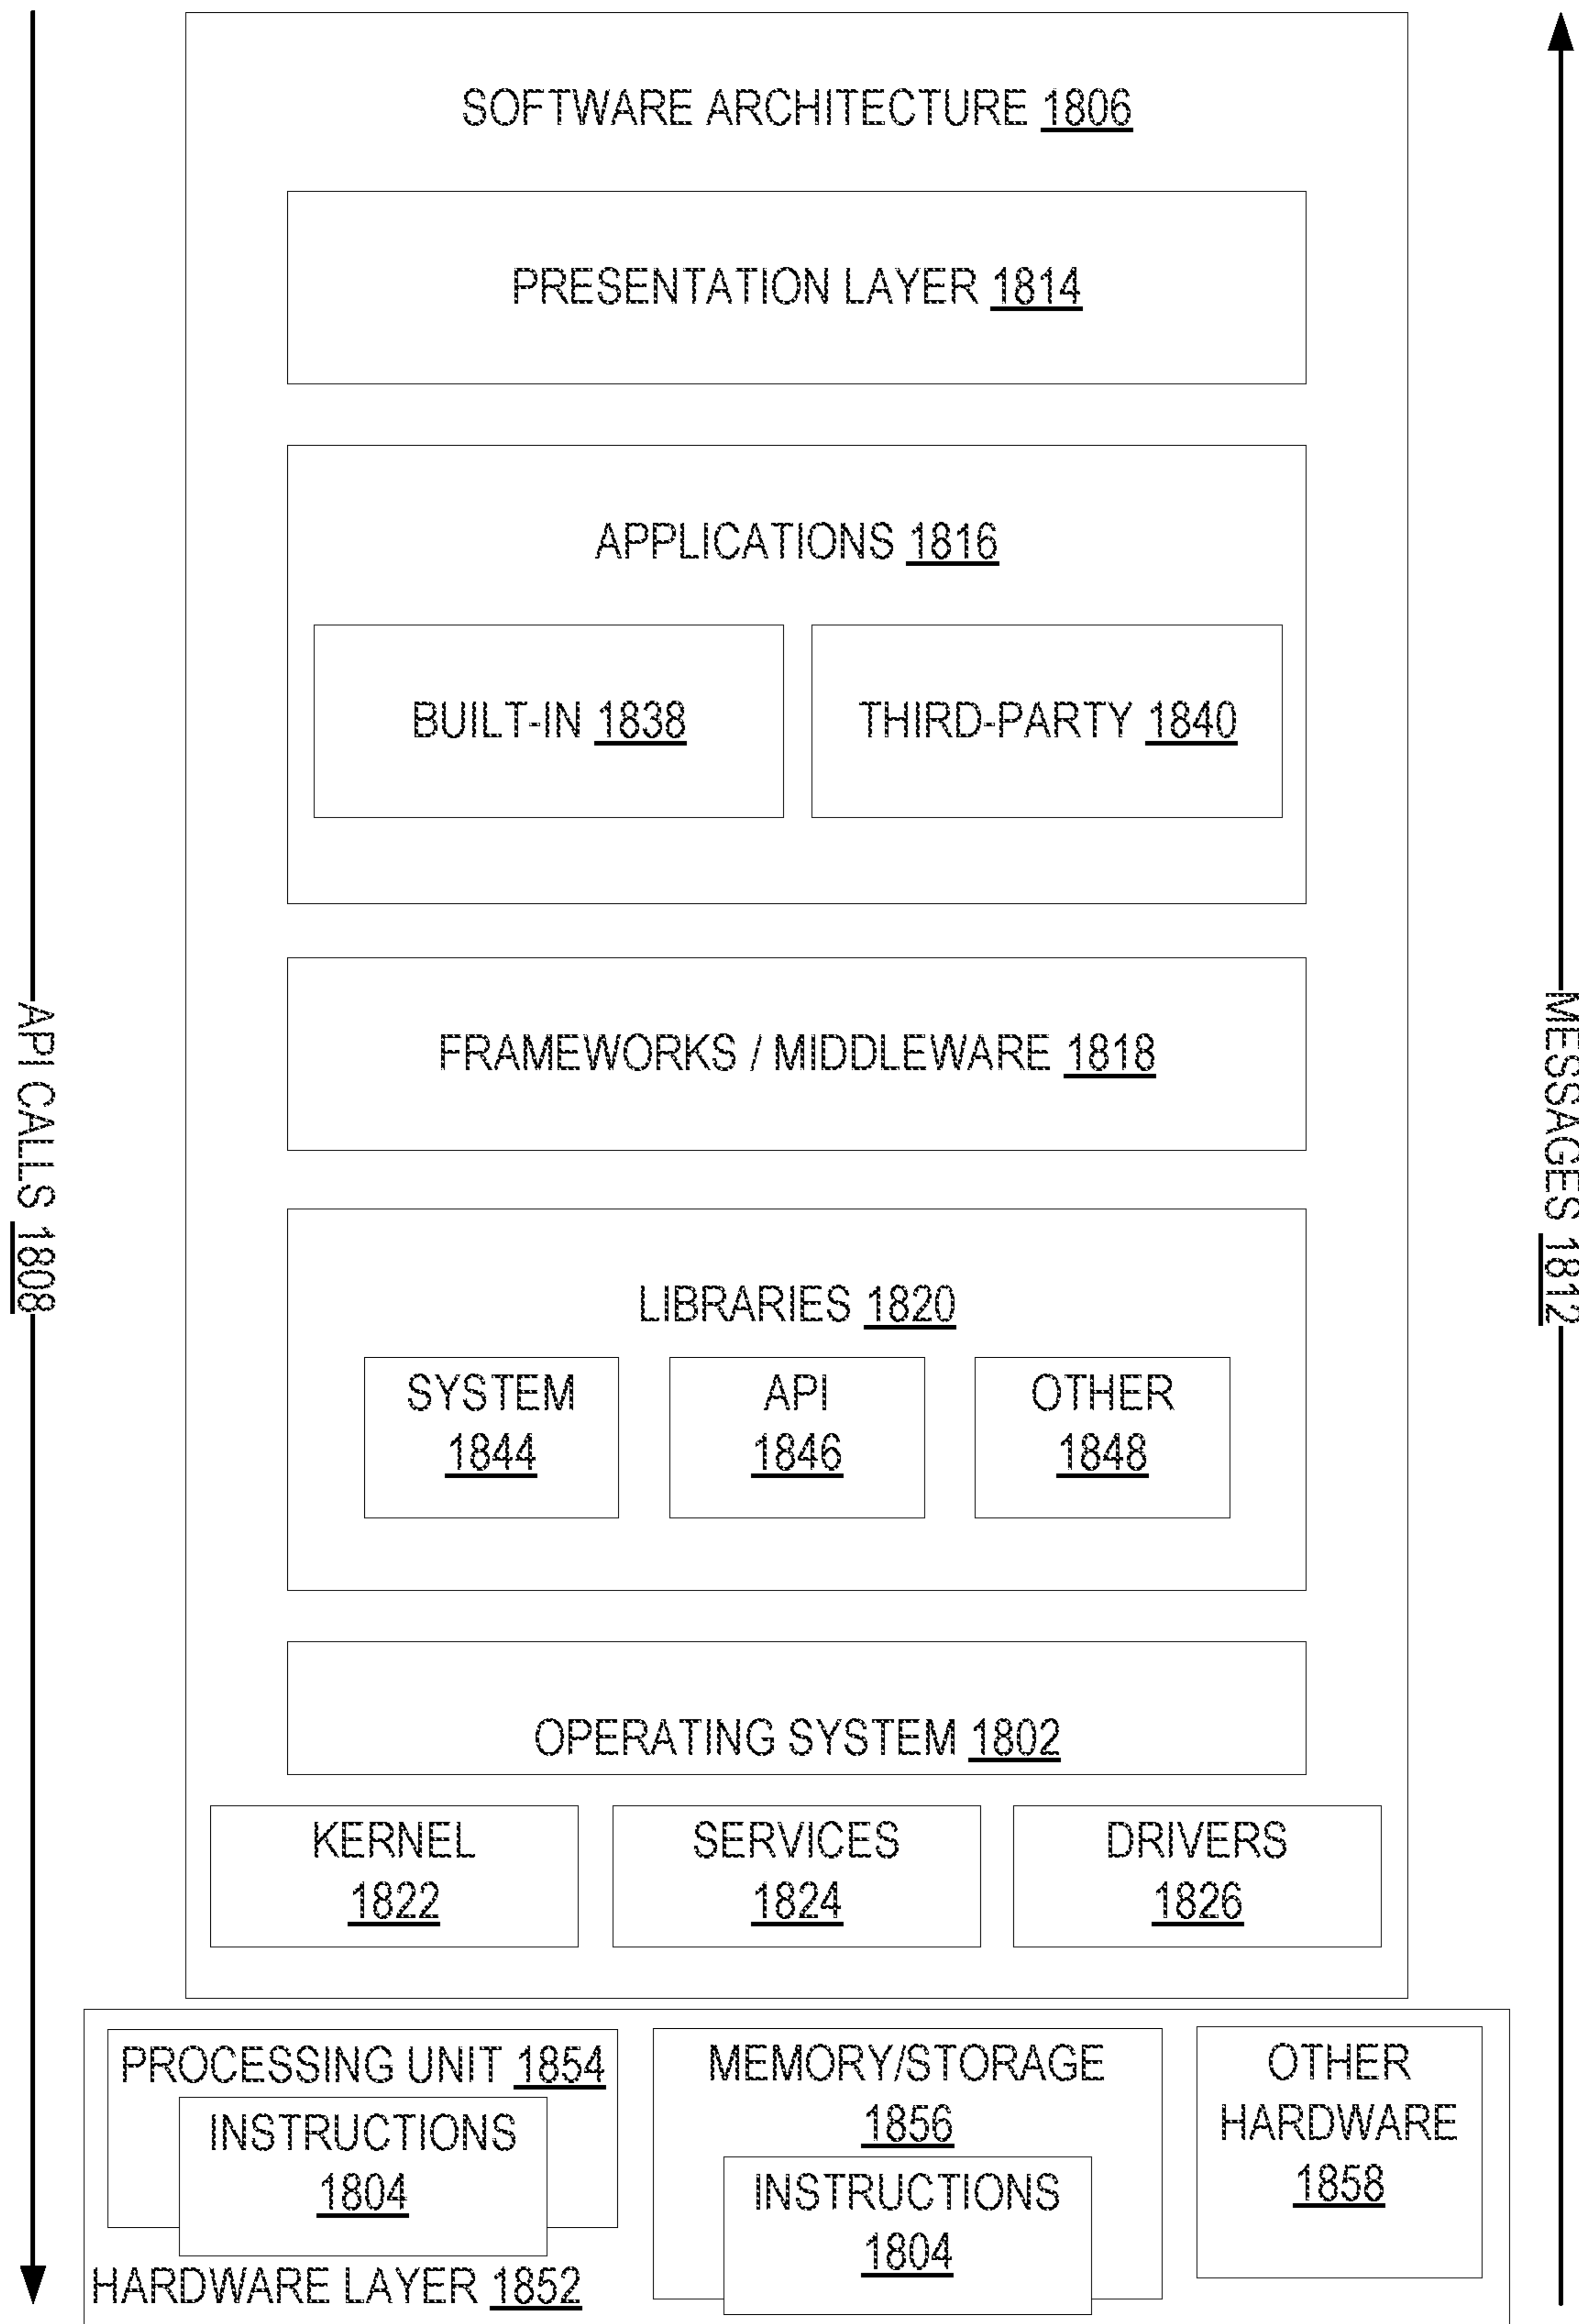 SOFTWARE ARCHITECTURE 1806
PRESENTATION LAYER 1814
APPLICATIONS 1816
BUILT-IN 1838
THIRD-PARTY 1840
FRAMEWORKS / MIDDLEWARE 1818
API CALLS 1808
MESSAGES 1812
LIBRARIES 1820
SYSTEM
1844
API
1846
OTHER
1848
OPERATING SYSTEM 1802
KERNEL
1822
SERVICES
1824
DRIVERS
1826
PROCESSING UNIT 1854
INSTRUCTIONS
1804
MEMORY/STORAGE
1856
INSTRUCTIONS
1804
OTHER
HARDWARE
1858
HARDWARE LAYER 1852